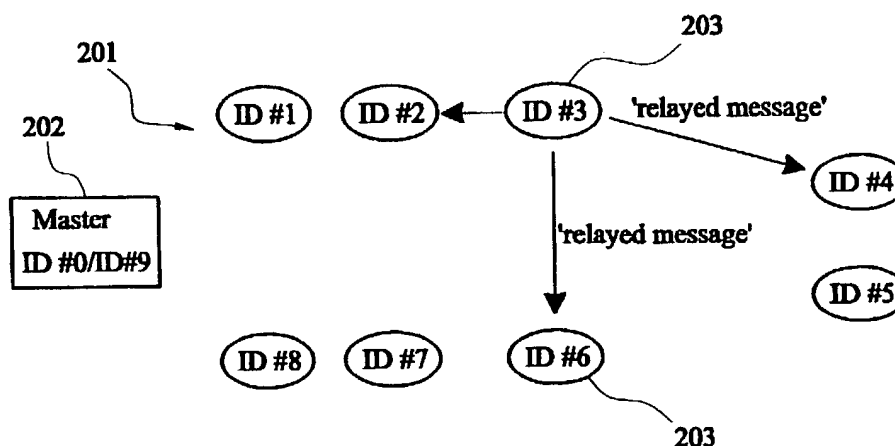 203
201
ID #1
ID #2
ID #3
'relayed message'
202
ID #4
Master
ID #0/ID#9
'relayed message'
ID #5
ID #8
ID #7
ID #6
203